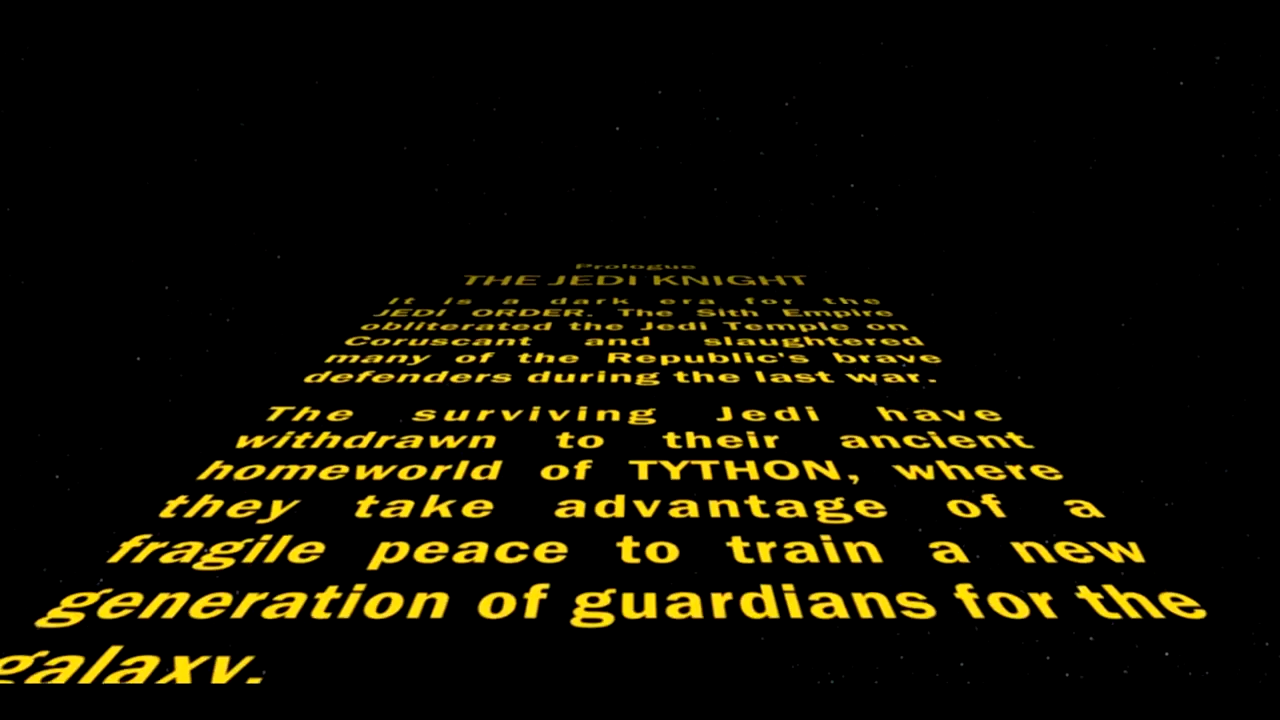 Prologue
THE JEDI KNIGHT
It is a dark era for the
JEDI ORDER. The Sith Empire
obliterated the Jedi Temple on
Coruscant and slaughtered
many of the Republic's brave
defenders during the last war.
The surviving Jedi have
withdrawn to their ancient
homeworld of TYTHON, where
they take advantage of a
fragile peace to train a new
generation of guardians for the
galaxy.